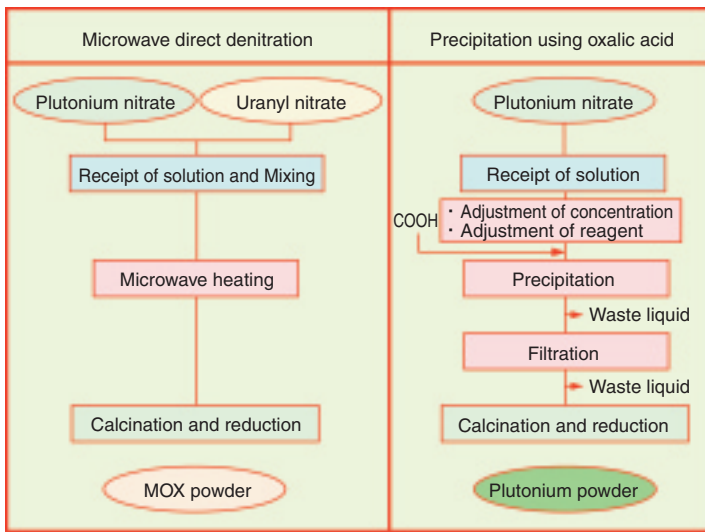 Microwave direct denitration
Plutonium nitrate
Uranyl nitrate
Receipt of solution and Mixing
Microwave heating
Calcination and reduction
MOX powder
Precipitation using oxalic acid
Plutonium nitrate
Receipt of solution
・Adjustment of concentration
・Adjustment of reagent
COOH
Precipitation
Waste liquid
Filtration
Waste liquid
Calcination and reduction
Plutonium powder